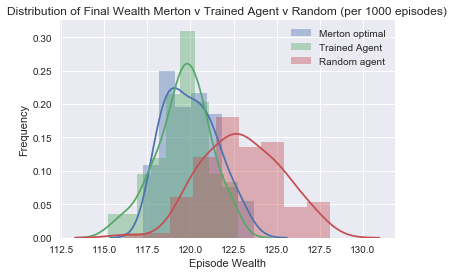 Distribution of Final Wealth Merton v Trained Agent v Random (per 1000 episodes)
Merton optimal
Trained Agent
Random agent
0.30
0.25
0.20
0.15
0.10
0.05
0.00
Frequency
112.5 115.0 117.5 120.0 122.5 125.0 127.5 130.0
Episode Wealth